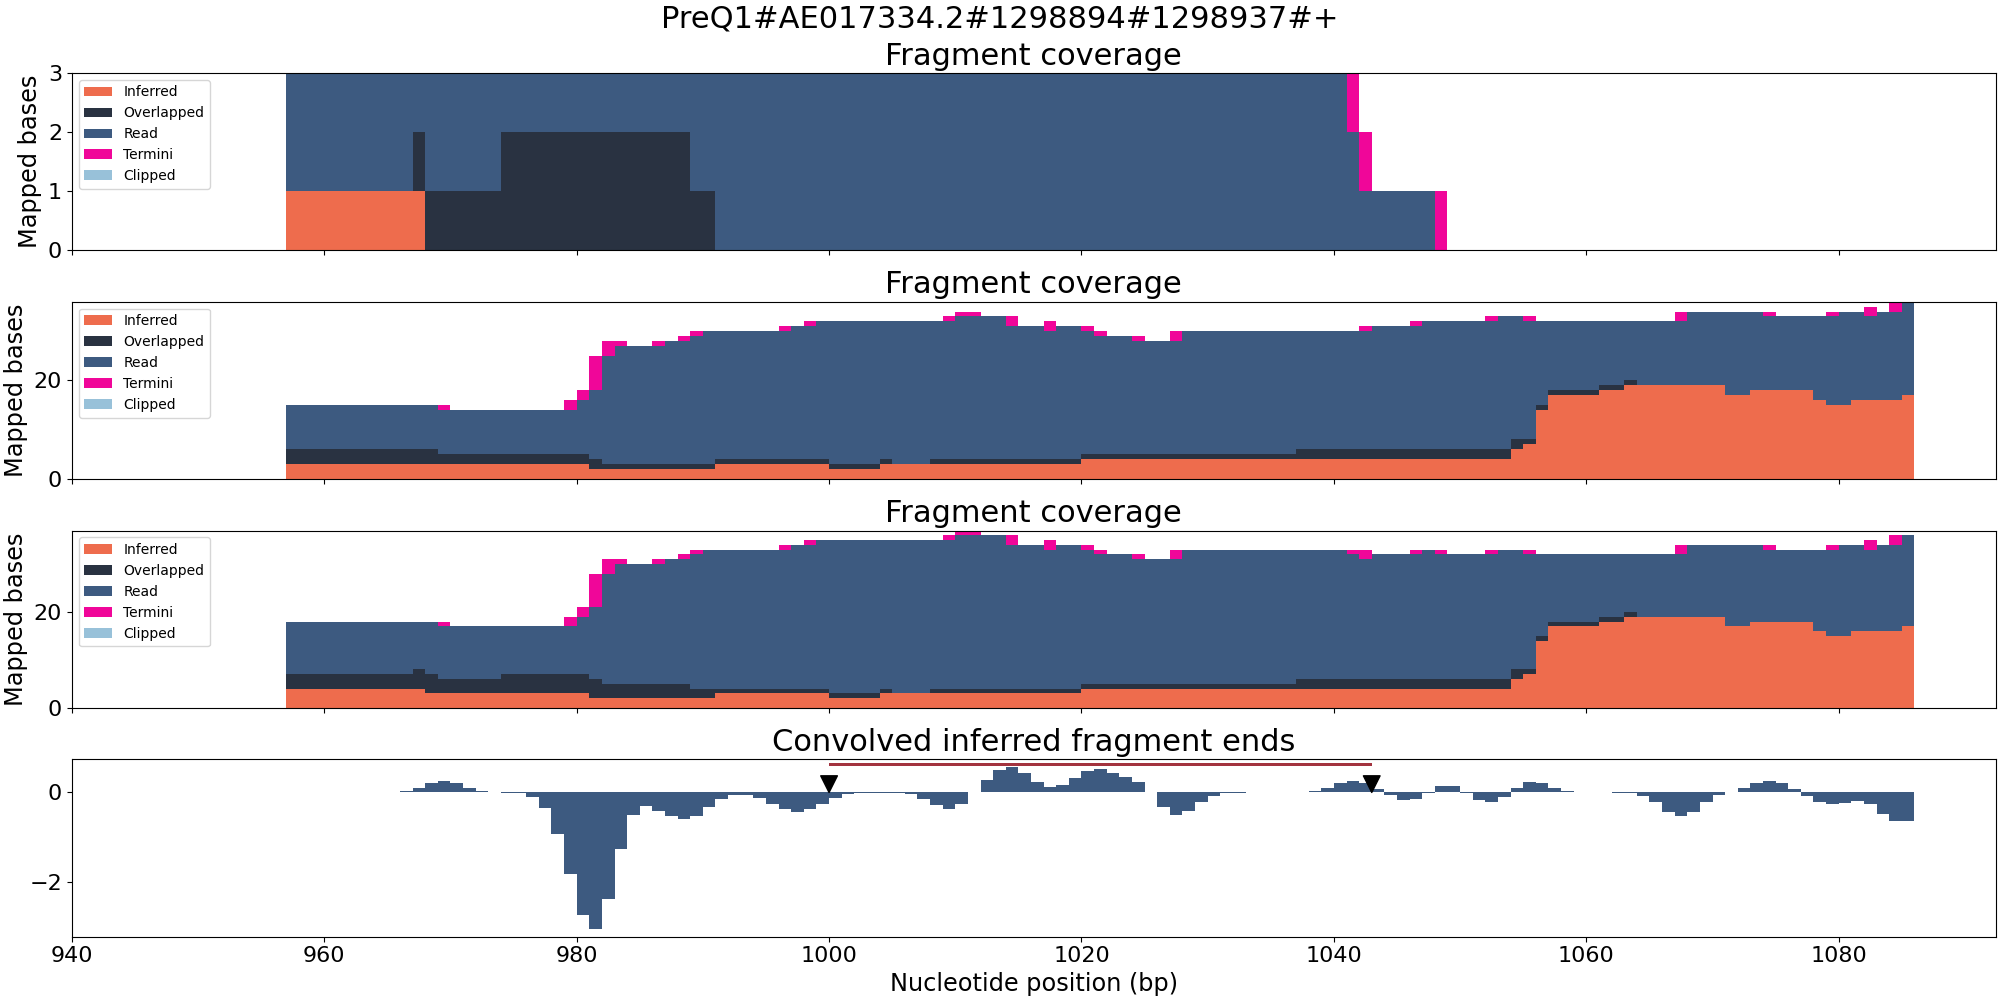 PreQ1#AE017334.2#1298894#1298937#+
Fragment coverage
Mapped bases
3
2
1
0
Inferred
Overlapped
Read
Termini
Clipped
Fragment coverage
Mapped bases
20
0
Inferred
Overlapped
Read
Termini
Clipped
Fragment coverage
Mapped bases
20
0
Inferred
Overlapped
Read
Termini
Clipped
Convolved inferred fragment ends
0
−2
940 960 980 1000 1020 1040 1060 1080
Nucleotide position (bp)